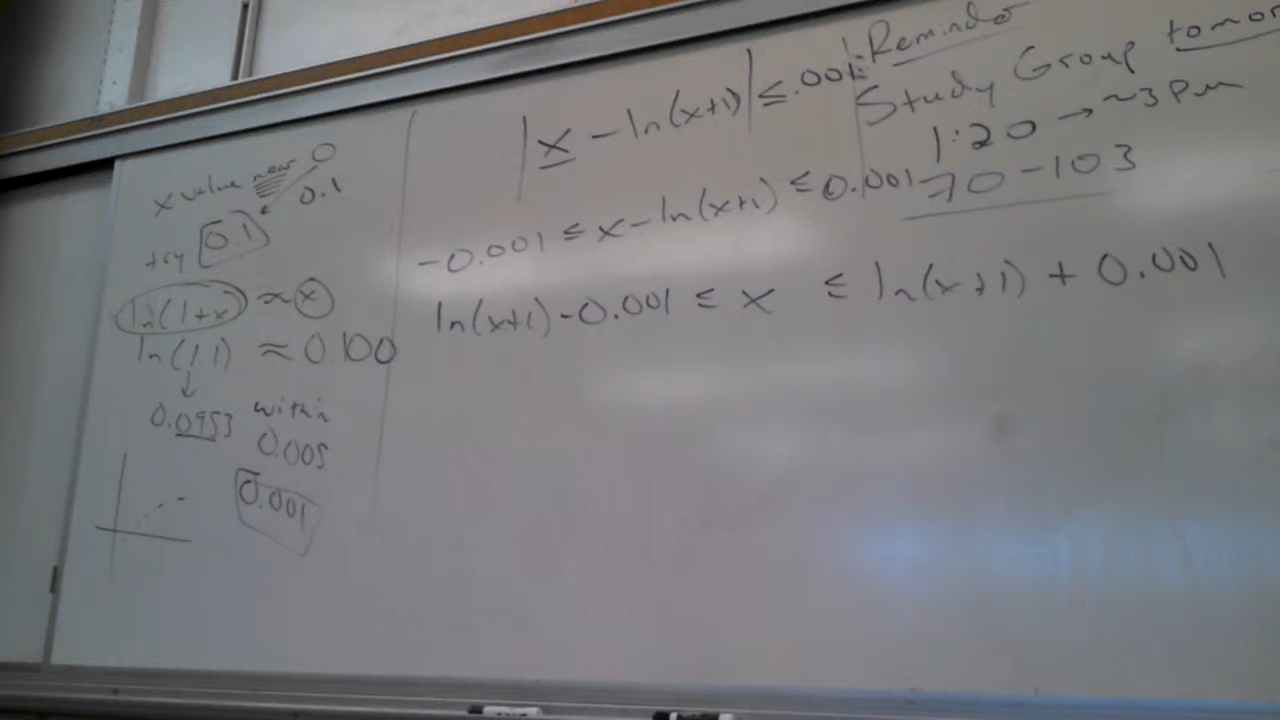 x value near 0
0.1
try 0.1
ln(1+x) ≈ x
ln(1.1) ≈ 0.100
0.0953 within
0.005
0.001
|x - ln(x+1)| ≤ .001
-0.001 ≤ x - ln(x+1) ≤ 0.001
ln(x+1) - 0.001 ≤ x ≤ ln(x+1) + 0.001
Study Group
1:20 → ~3 pm
70-103